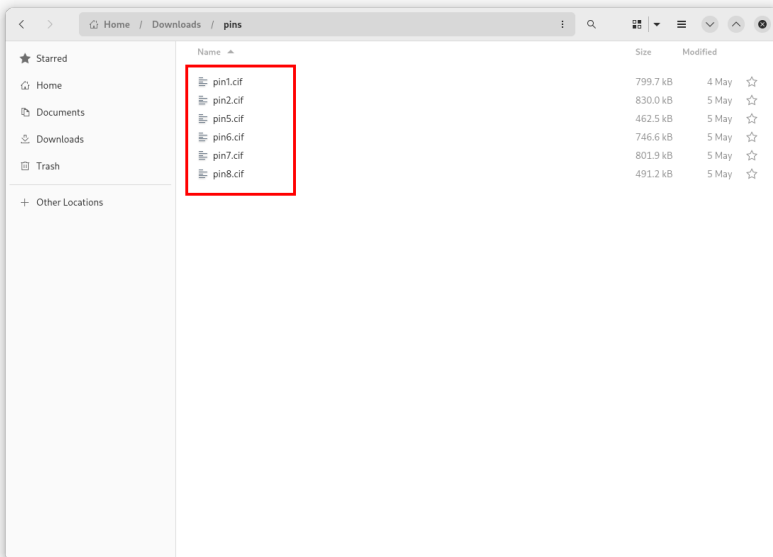 Home / Downloads / pins
Starred
Home
Documents
Downloads
Trash
+ Other Locations
Name Size Modified
pin1.cif 799.7 kB 4 May
pin2.cif 830.0 kB 5 May
pin5.cif 462.5 kB 5 May
pin6.cif 746.6 kB 5 May
pin7.cif 801.9 kB 5 May
pin8.cif 491.2 kB 5 May